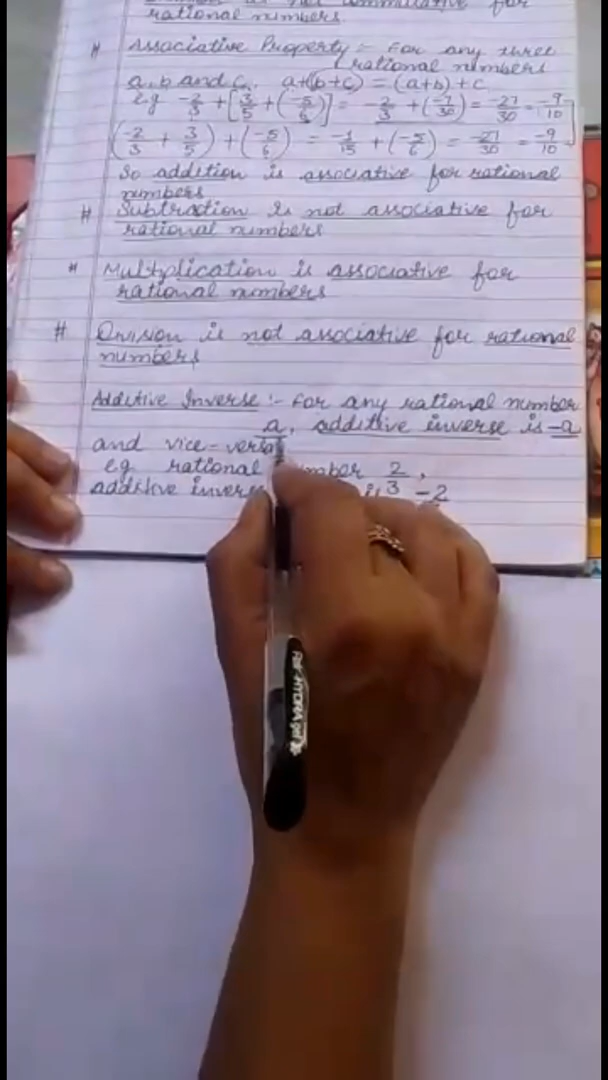 rational numbers
# Associative Property :- For any three
rational numbers
a, b and c, a+(b+c) = (a+b)+c
e.g -2/3 + [3/5 + (-5/6)] = -2/3 + (-7/30) = -27/30 = -9/10
(-2/3 + 3/5) + (-5/6) = -1/15 + (-5/6) = -27/30 = -9/10
So addition is associative for rational
numbers
# Subtraction is not associative for
rational numbers
# Multiplication is associative for
rational numbers
# Division is not associative for rational
numbers
Additive Inverse :- For any rational number
a, additive inverse is -a
and vice-versa
eg rational number 2/3,
additive inverse is -2
HYDRA gel